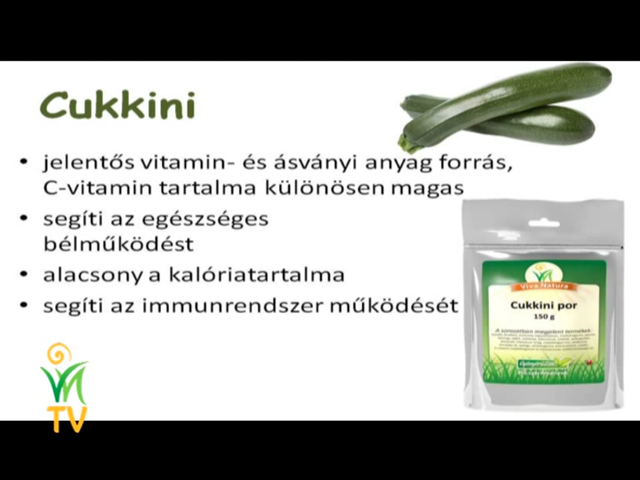 Cukkini
• jelentős vitamin- és ásványi anyag forrás,
C-vitamin tartalma különösen magas
• segíti az egészséges
bélműködést
• alacsony a kalóriatartalma
• segíti az immunrendszer működését
Viva Natura
Cukkini por
150 g
TV